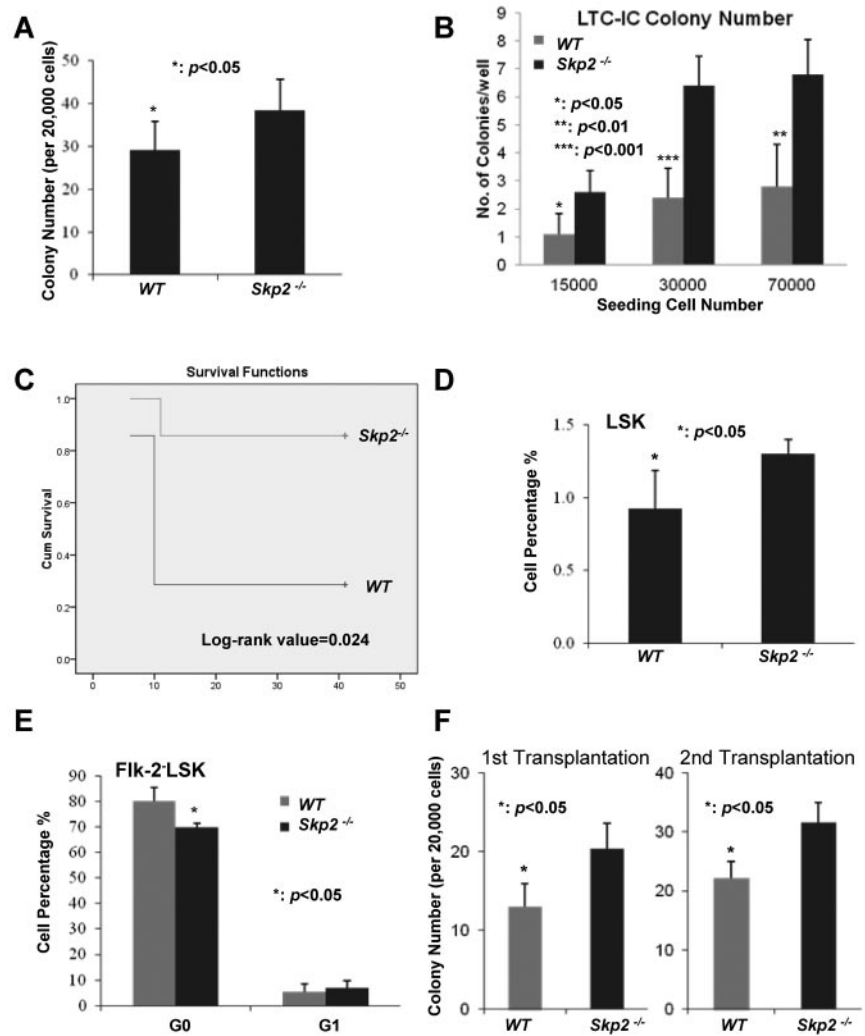 A
Colony Number (per 20,000 cells)
50
40
30
20
10
0
*: p<0.05
*
WT
Skp2 -/-
B
LTC-IC Colony Number
No. of Colonies/well
9
8
7
6
5
4
3
2
1
0
WT
Skp2 -/-
*: p<0.05
**: p<0.01
***: p<0.001
*
***
**
15000
30000
70000
Seeding Cell Number
C
Survival Functions
Cum Survival
1.0
0.8
0.6
0.4
0.2
0.0
Skp2-/-
WT
Log-rank value=0.024
0
10
20
30
40
50
D
LSK
Cell Percentage %
1.5
1.0
0.5
0.0
*: p<0.05
*
WT
Skp2 -/-
E
Flk-2-LSK
Cell Percentage %
90
80
70
60
50
40
30
20
10
0
WT
Skp2 -/-
*
*: p<0.05
G0
G1
F
Colony Number (per 20,000 cells)
1st Transplantation
30
20
10
0
*: p<0.05
*
WT
Skp2 -/-
2nd Transplantation
40
30
20
10
0
*: p<0.05
*
WT
Skp2 -/-